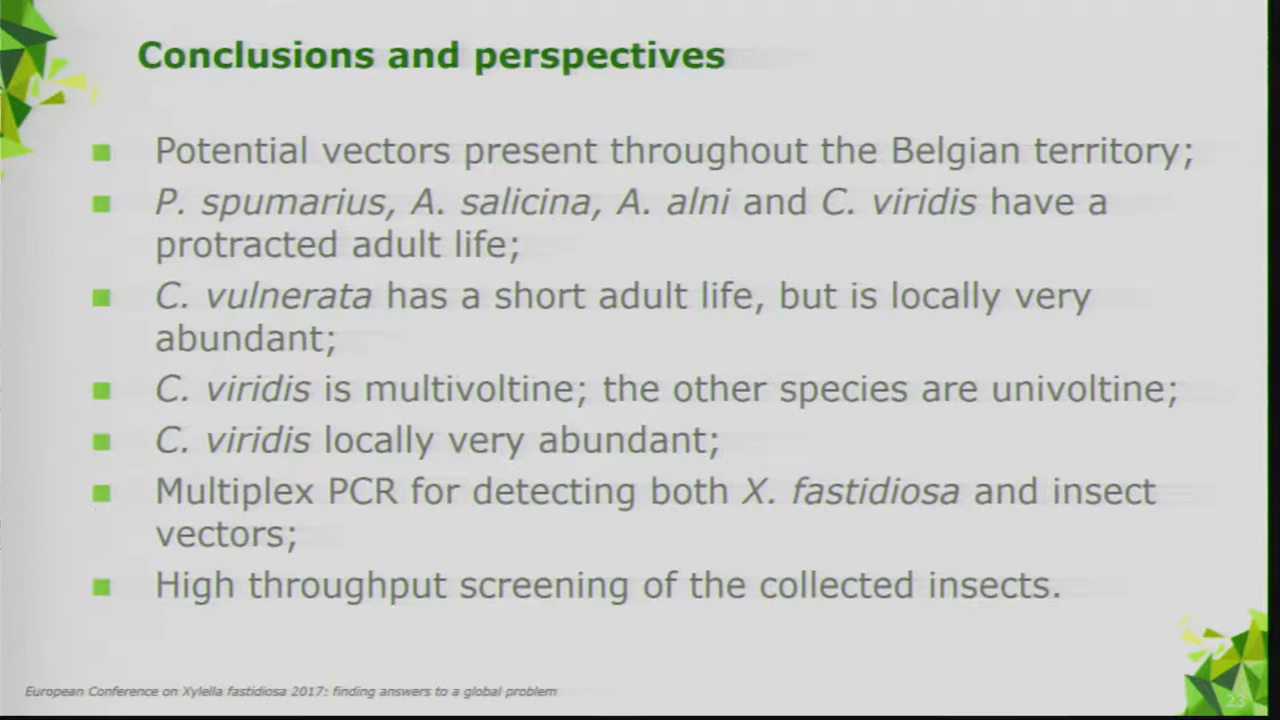 Conclusions and perspectives
Potential vectors present throughout the Belgian territory;
P. spumarius, A. salicina, A. alni and C. viridis have a
protracted adult life;
C. vulnerata has a short adult life, but is locally very
abundant;
C. viridis is multivoltine; the other species are univoltine;
C. viridis locally very abundant;
Multiplex PCR for detecting both X. fastidiosa and insect
vectors;
High throughput screening of the collected insects.
European Conference on Xylella fastidiosa 2017: finding answers to a global problem
23